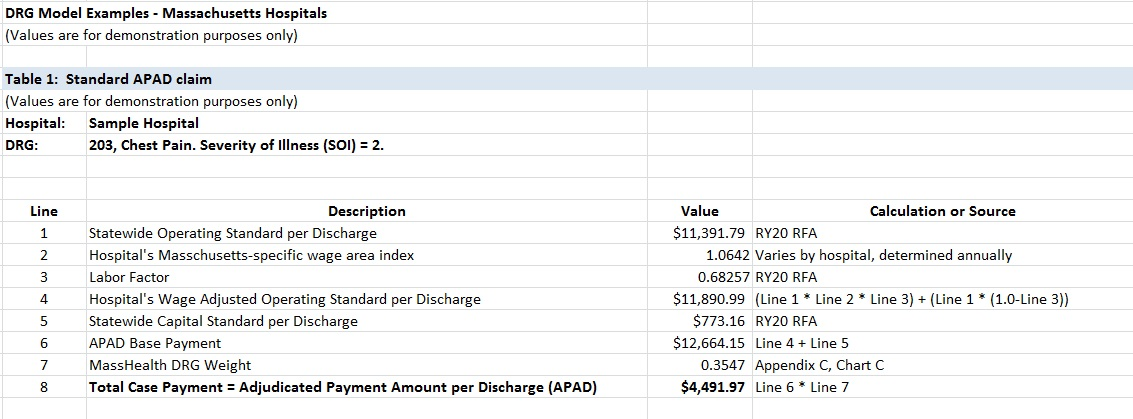 DRG Model Examples - Massachusetts Hospitals
(Values are for demonstration purposes only)
Table 1: Standard APAD claim
(Values are for demonstration purposes only)
Hospital: Sample Hospital
DRG: 203, Chest Pain. Severity of Illness (SOI) = 2.
Line Description Value Calculation or Source
1 Statewide Operating Standard per Discharge $11,391.79 RY20 RFA
2 Hospital's Masschusetts-specific wage area index 1.0642 Varies by hospital, determined annually
3 Labor Factor 0.68257 RY20 RFA
4 Hospital's Wage Adjusted Operating Standard per Discharge $11,890.99 (Line 1 * Line 2 * Line 3) + (Line 1 * (1.0-Line 3))
5 Statewide Capital Standard per Discharge $773.16 RY20 RFA
6 APAD Base Payment $12,664.15 Line 4 + Line 5
7 MassHealth DRG Weight 0.3547 Appendix C, Chart C
8 Total Case Payment = Adjudicated Payment Amount per Discharge (APAD) $4,491.97 Line 6 * Line 7